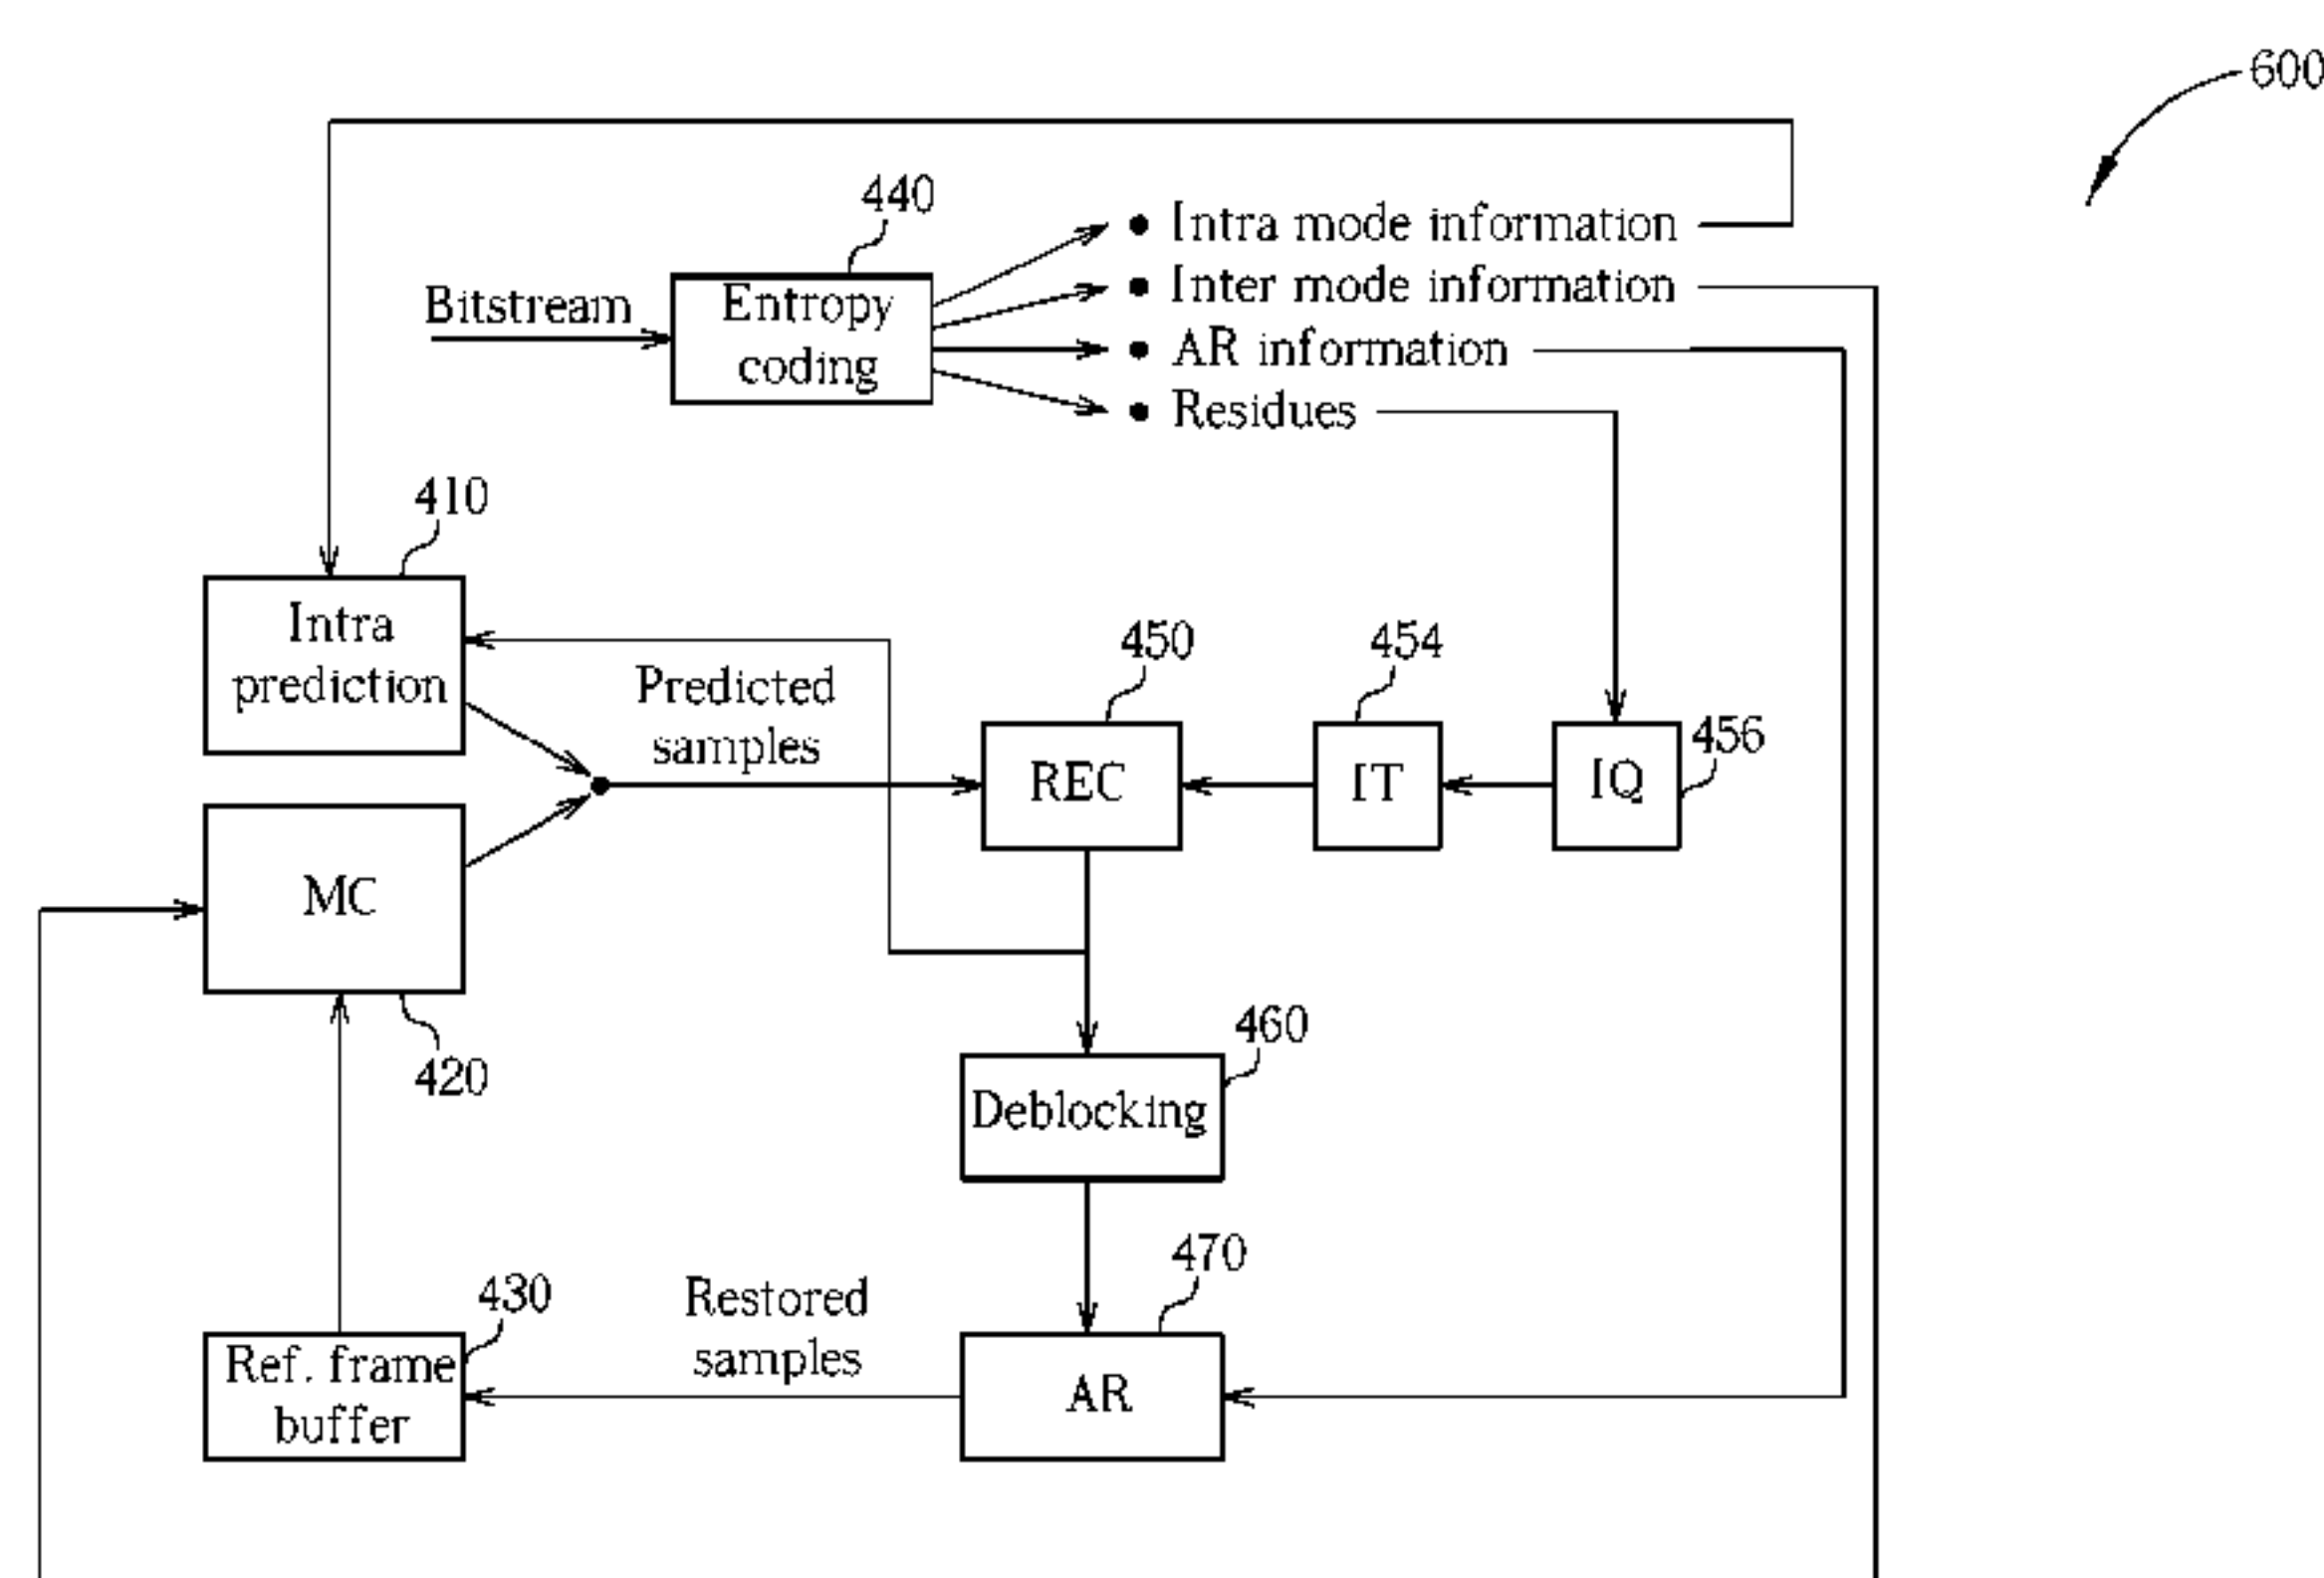 600
440
Bitstream
Entropy
coding
• Intra mode information
• Inter mode information
• AR information
• Residues
410
Intra
prediction
Predicted
samples
450
REC
454
IT
456
IQ
MC
420
460
Deblocking
470
AR
Restored
samples
430
Ref. frame
buffer